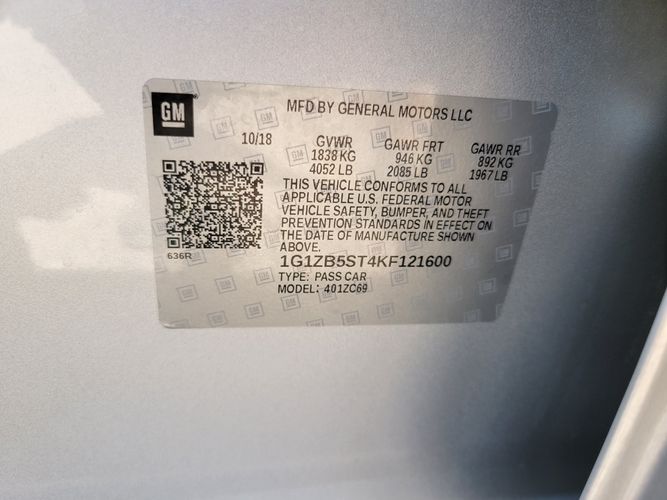 GM
MFD BY GENERAL MOTORS LLC
10/18 GVWR GAWR FRT GAWR RR
1838 KG 946 KG 892 KG
4052 LB 2085 LB 1967 LB
THIS VEHICLE CONFORMS TO ALL
APPLICABLE U.S. FEDERAL MOTOR
VEHICLE SAFETY, BUMPER, AND THEFT
PREVENTION STANDARDS IN EFFECT ON
THE DATE OF MANUFACTURE SHOWN
ABOVE.
636R
1G1ZB5ST4KF121600
TYPE: PASS CAR
MODEL: 401ZC69